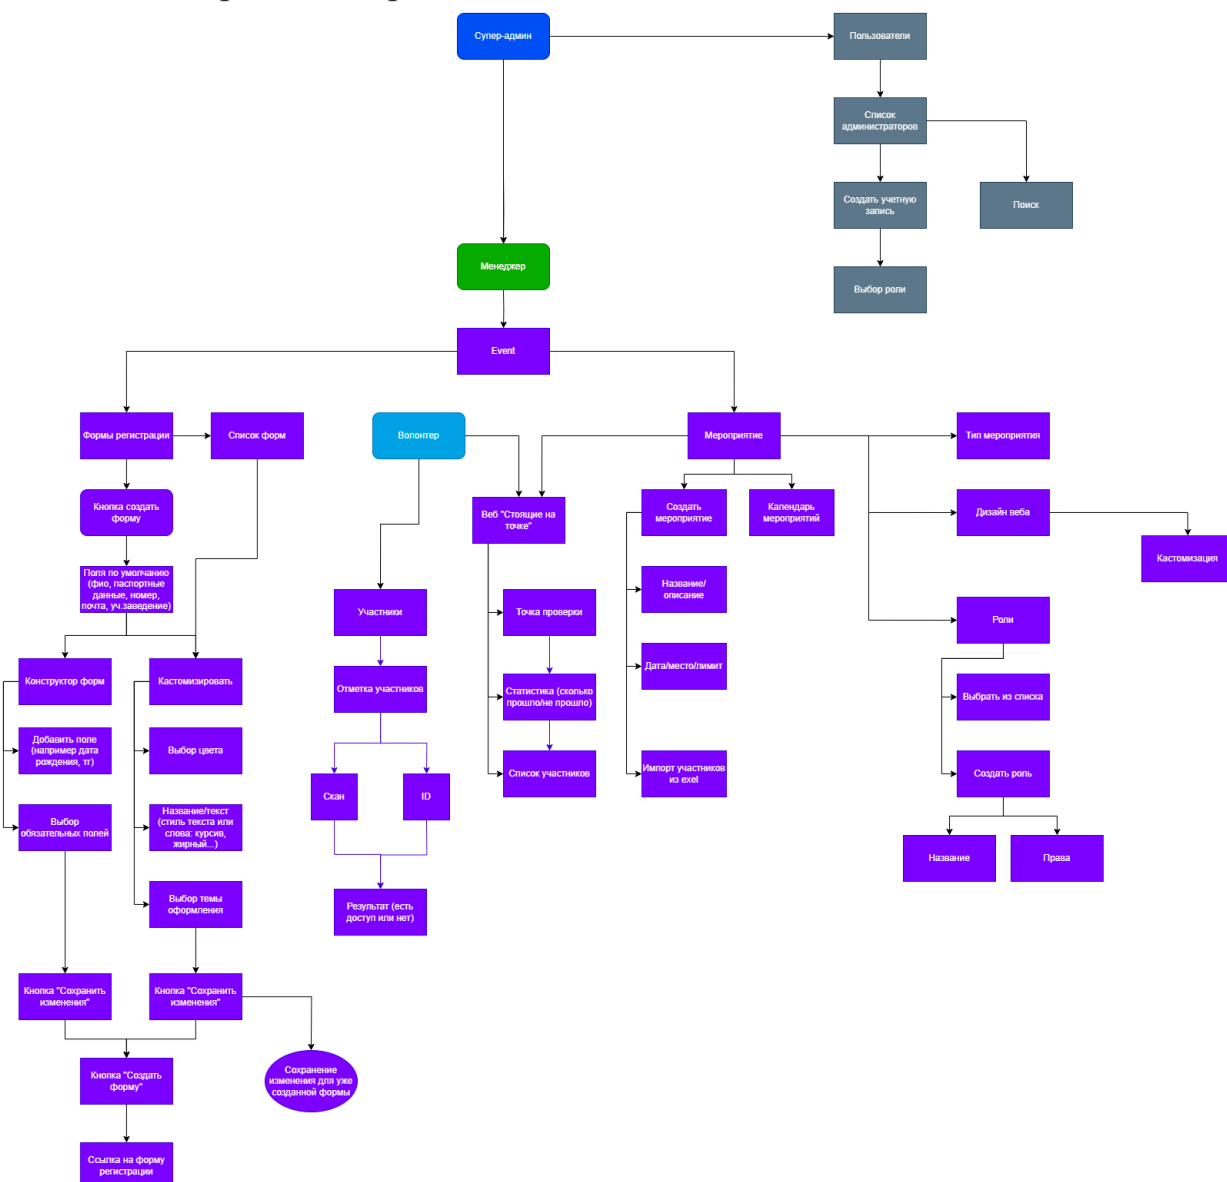 Супер-админ
Пользователи
Список
администраторов
Создать учетную
запись
Поиск
Менеджер
Выбор роли
Event
Формы регистрации
Список форм
Волонтер
Мероприятие
Тип мероприятия
Кнопка создать
форму
Веб "Стоящие на
точке"
Создать
мероприятие
Календарь
мероприятий
Дизайн веба
Кастомизация
Поля по умолчанию
(фио, паспортные
данные, номер,
почта, уч.заведение)
Участники
Точка проверки
Название/
описание
Роли
Конструктор форм
Кастомизировать
Отметка участников
Статистика (сколько
прошло/не прошло)
Дата/место/лимит
Выбрать из списка
Добавить поле
(например дата
рождения, тг)
Выбор цвета
Скан
ID
Список участников
Импорт участников
из exel
Создать роль
Выбор
обязательных полей
Название/текст
(стиль текста или
слова: курсив,
жирный...)
Название
Права
Выбор темы
оформления
Результат (есть
доступ или нет)
Кнопка "Сохранить
изменения"
Кнопка "Сохранить
изменения"
Кнопка "Создать
форму"
Сохранение
изменения для уже
созданной формы
Ссылка на форму
регистрации